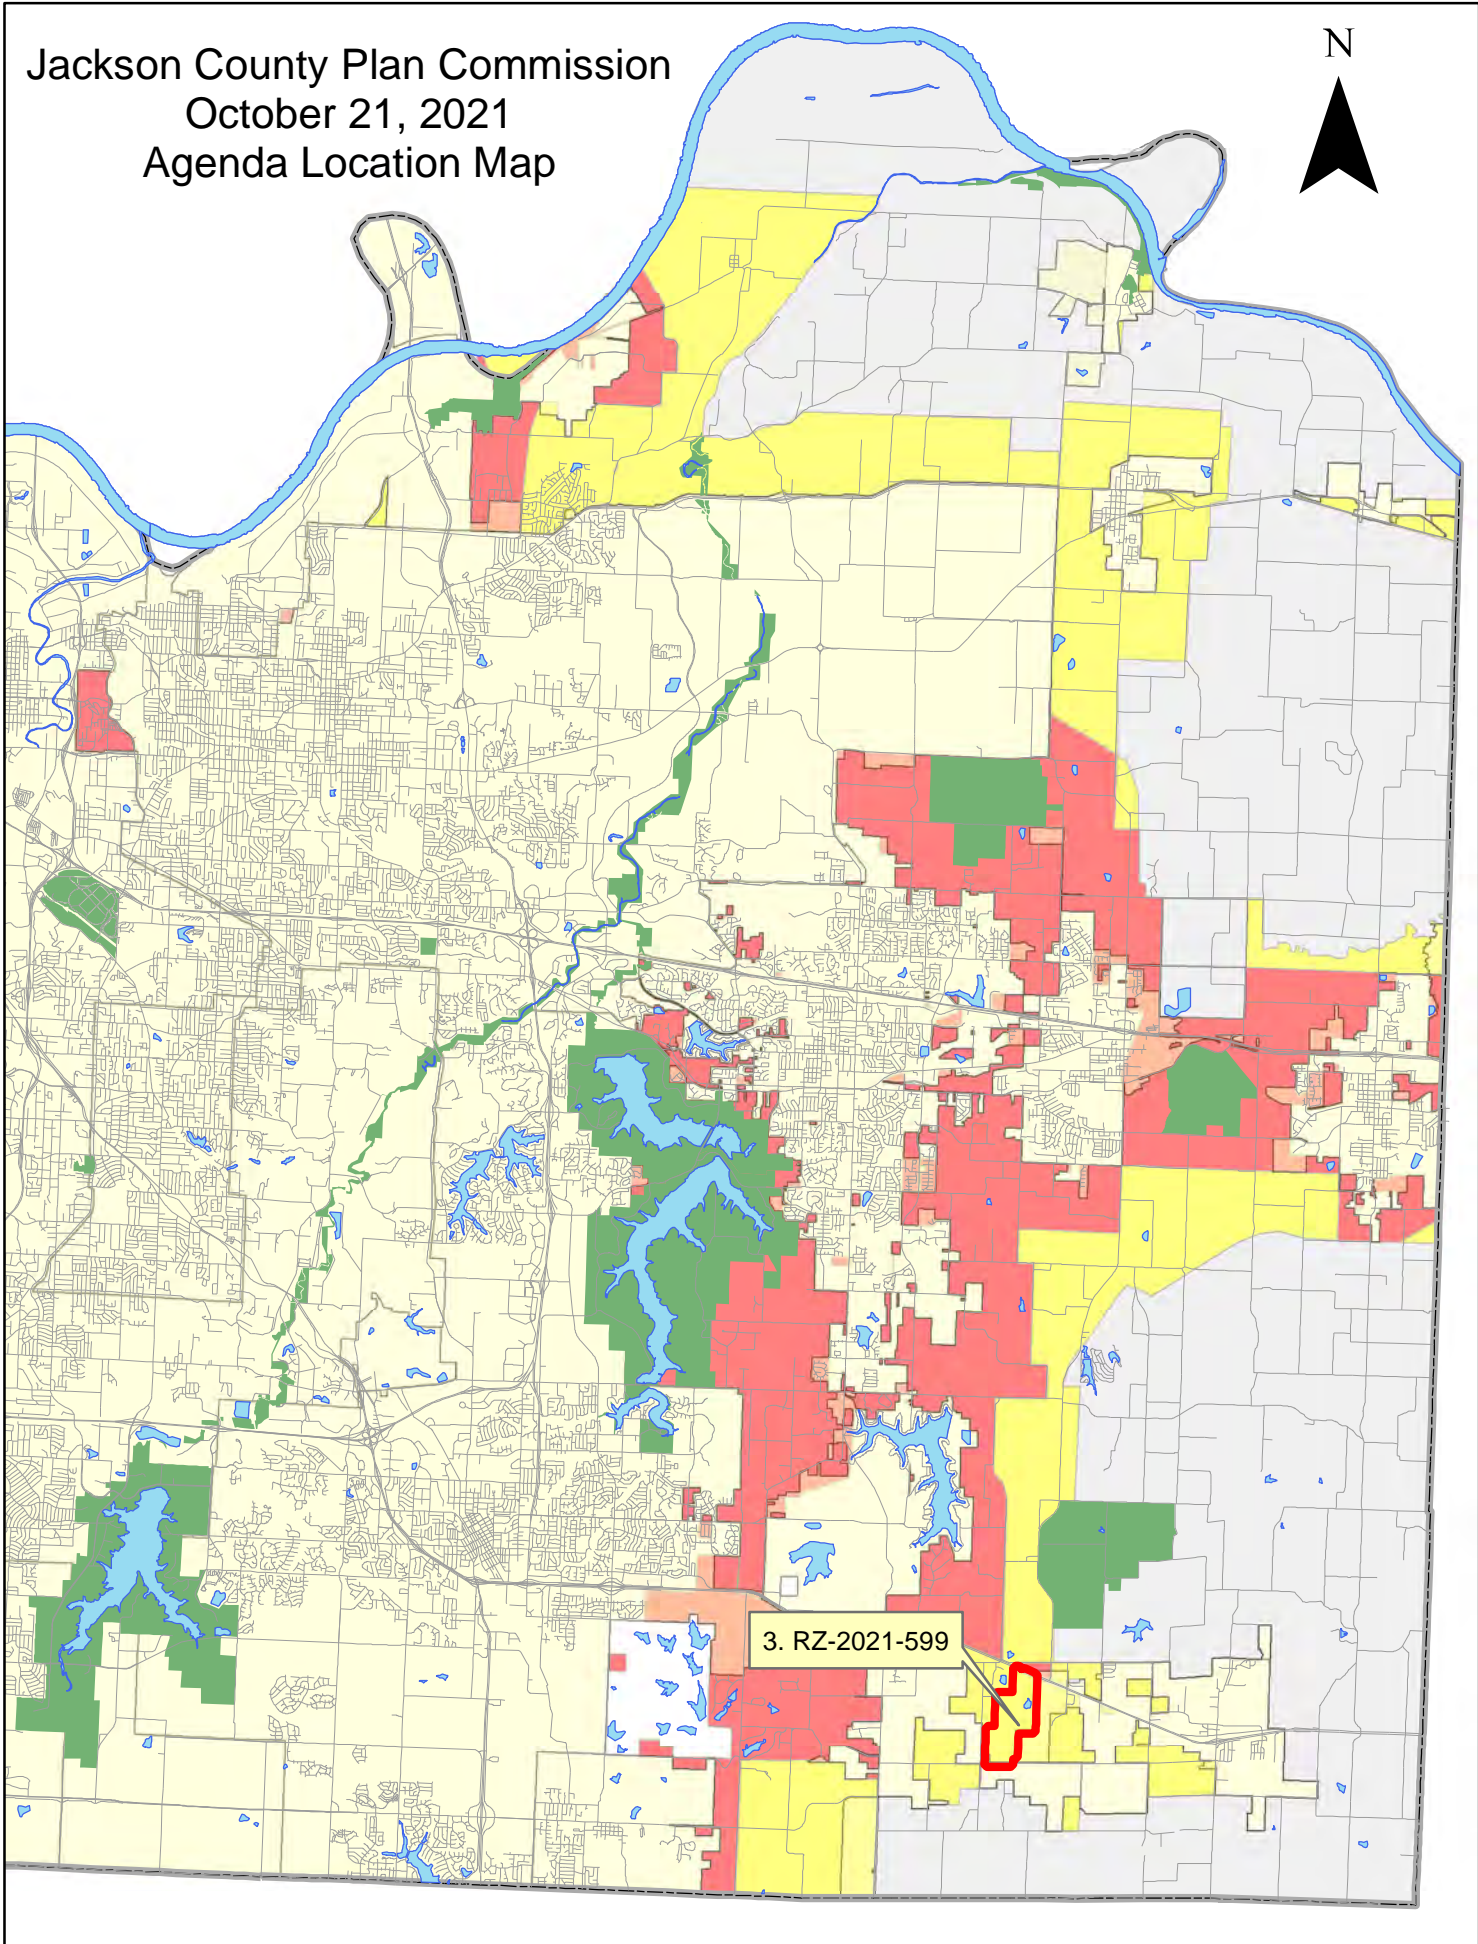 Jackson County Plan Commission
October 21, 2021
Agenda Location Map
N
3. RZ-2021-599